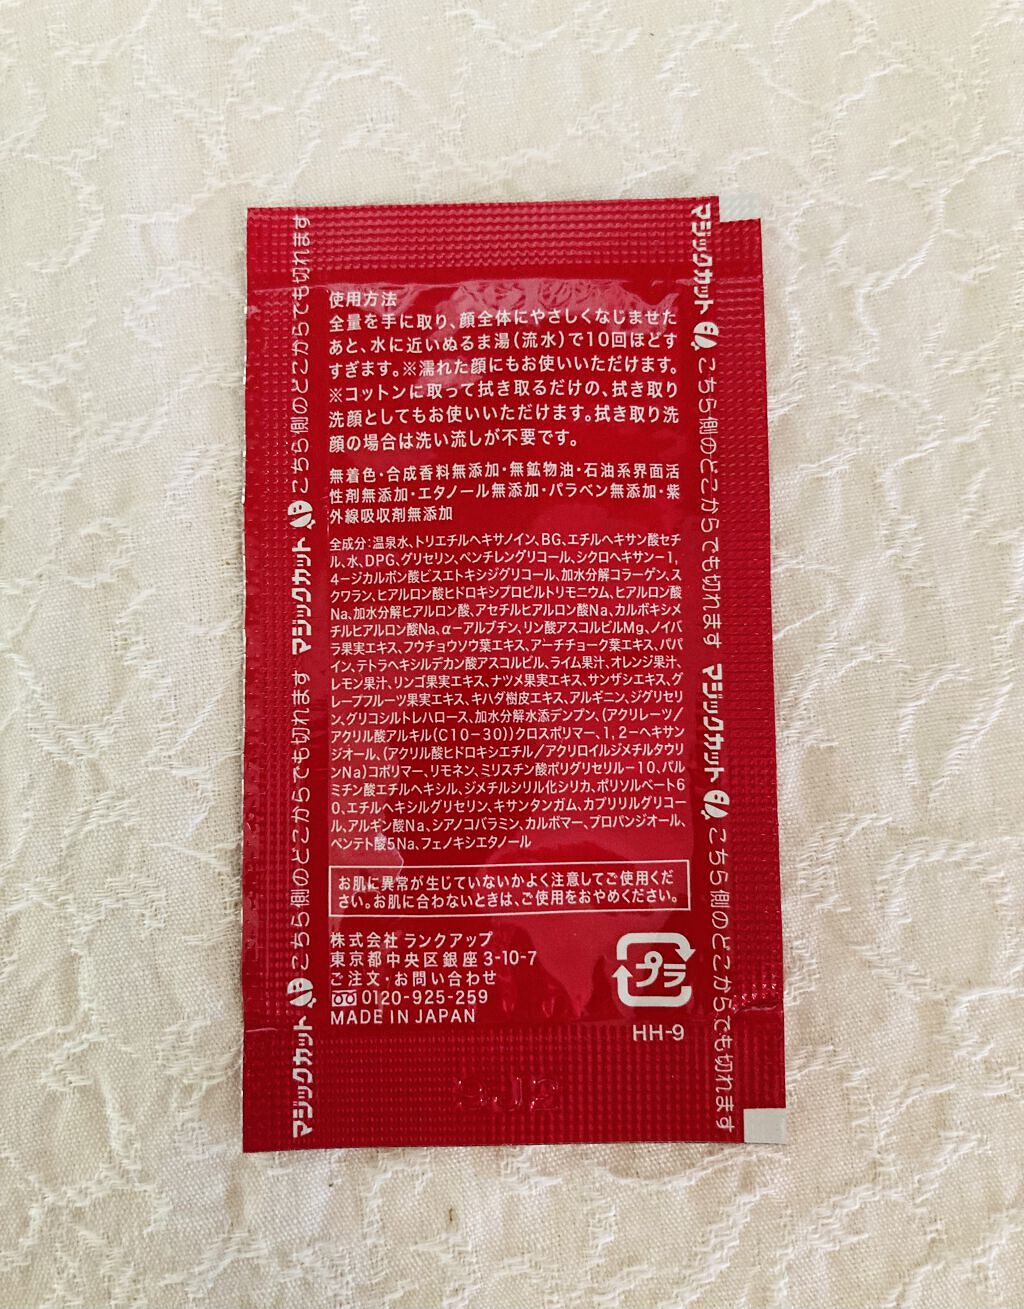 使用方法
全量を手に取り、顔全体にやさしくなじませた
あと、水に近いぬるま湯(流水)で10回ほどす
すぎます。※濡れた顔にもお使いいただけます。
※コットンに取って拭き取るだけの、拭き取り
洗顔としてもお使いいただけます。拭き取り洗
顔の場合は洗い流しが不要です。
無着色・合成香料無添加・無鉱物油・石油系界面活
性剤無添加・エタノール無添加・パラベン無添加・紫
外線吸収剤無添加
全成分:温泉水、トリエチルヘキサノイン、BG、エチルヘキサン酸セチ
ル、水、DPG、グリセリン、ペンチレングリコール、シクロヘキサン-1,
4-ジカルボン酸ビスエトキシジグリコール、加水分解コラーゲン、ス
クワラン、ヒアルロン酸ヒドロキシプロピルトリモニウム、ヒアルロン酸
Na、加水分解ヒアルロン酸、アセチルヒアルロン酸Na、カルボキシメ
チルヒアルロン酸Na、α-アルブチン、リン酸アスコルビルMg、ノイバ
ラ果実エキス、フウチョウソウ葉エキス、アーチチョーク葉エキス、パパ
イン、テトラヘキシルデカン酸アスコルビル、ライム果汁、オレンジ果汁、
レモン果汁、リンゴ果実エキス、ナツメ果実エキス、サンザシエキス、グ
レープフルーツ果実エキス、キハダ樹皮エキス、アルギニン、ジグリセリ
ン、グリコシルトレハロース、加水分解水添デンプン、(アクリレーツ/
アクリル酸アルキル(C10-30))クロスポリマー、1,2-ヘキサン
ジオール、(アクリル酸ヒドロキシエチル/アクリロイルジメチルタウリ
ンNa)コポリマー、リモネン、ミリスチン酸ポリグリセリル-10、パル
ミチン酸エチルヘキシル、ジメチルシリル化シリカ、ポリソルベート6
0、エチルヘキシルグリセリン、キサンタンガム、カプリリルグリコー
ル、アルギン酸Na、シアノコバラミン、カルボマー、プロパンジオール、
ペンテト酸5Na、フェノキシエタノール
お肌に異常が生じていないかよく注意してご使用くだ
さい。お肌に合わないときは、ご使用をおやめください。
株式会社 ランクアップ
東京都中央区銀座 3-10-7
ご注文・お問い合わせ
0120-925-259
MADE IN JAPAN
プラ
HH-9
マジックカット こちら側のどこからでも切れます マジックカット こちら側のどこからでも切れます
マジックカット こちら側のどこからでも切れます マジックカット こちら側のどこからでも切れます